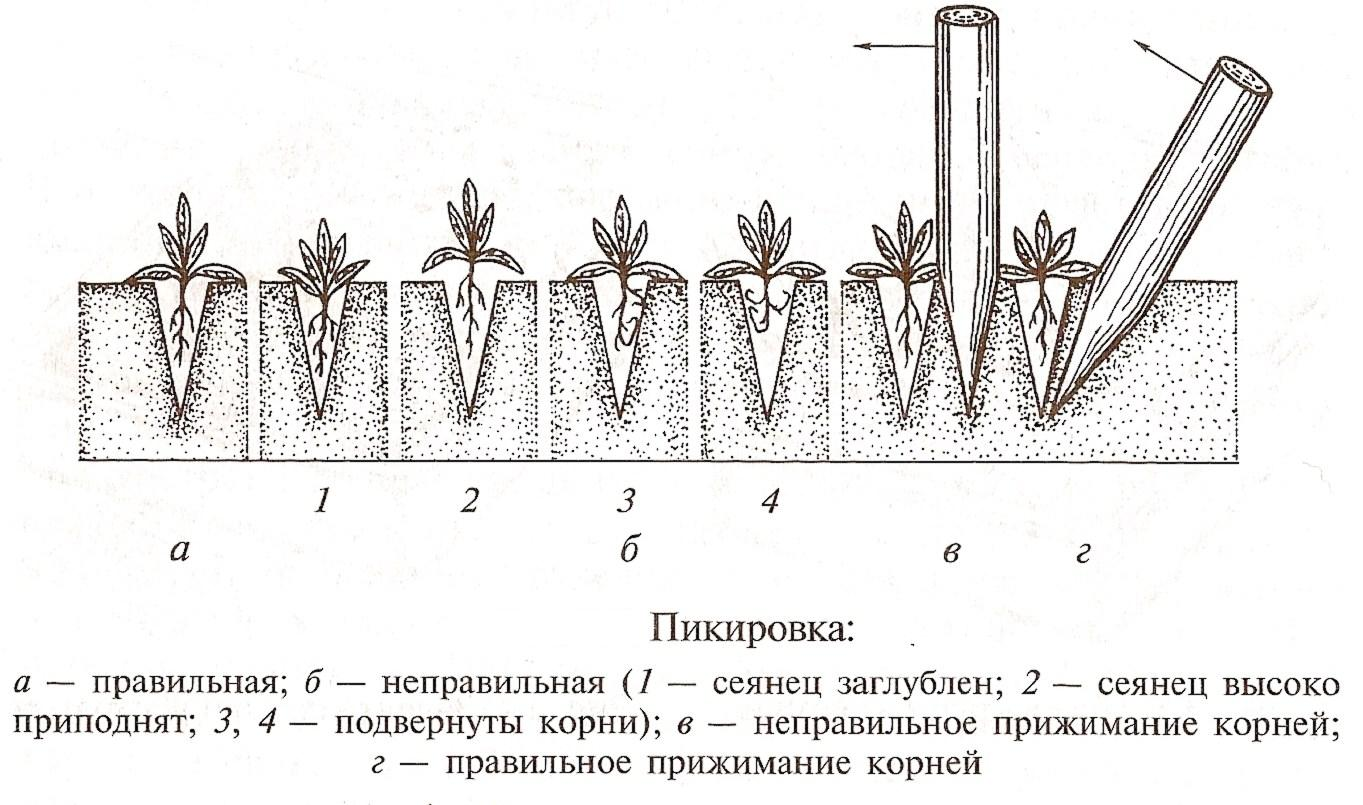 1 2 3 4
а б в г
Пикировка:
а — правильная; б — неправильная (1 — сеянец заглублен; 2 — сеянец высоко
приподнят; 3, 4 — подвернуты корни); в — неправильное прижимание корней;
г — правильное прижимание корней